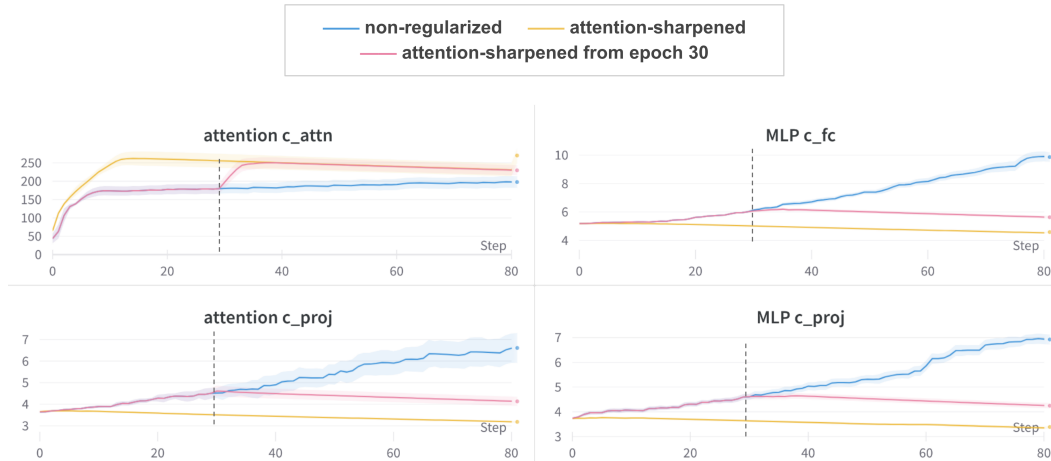 non-regularized attention-sharpened
attention-sharpened from epoch 30
attention c_attn
250
200
150
100
50
0
Step
0 20 40 60 80
MLP c_fc
10
8
6
4
Step
0 20 40 60 80
attention c_proj
7
6
5
4
3
Step
0 20 40 60 80
MLP c_proj
7
6
5
4
3
Step
0 20 40 60 80